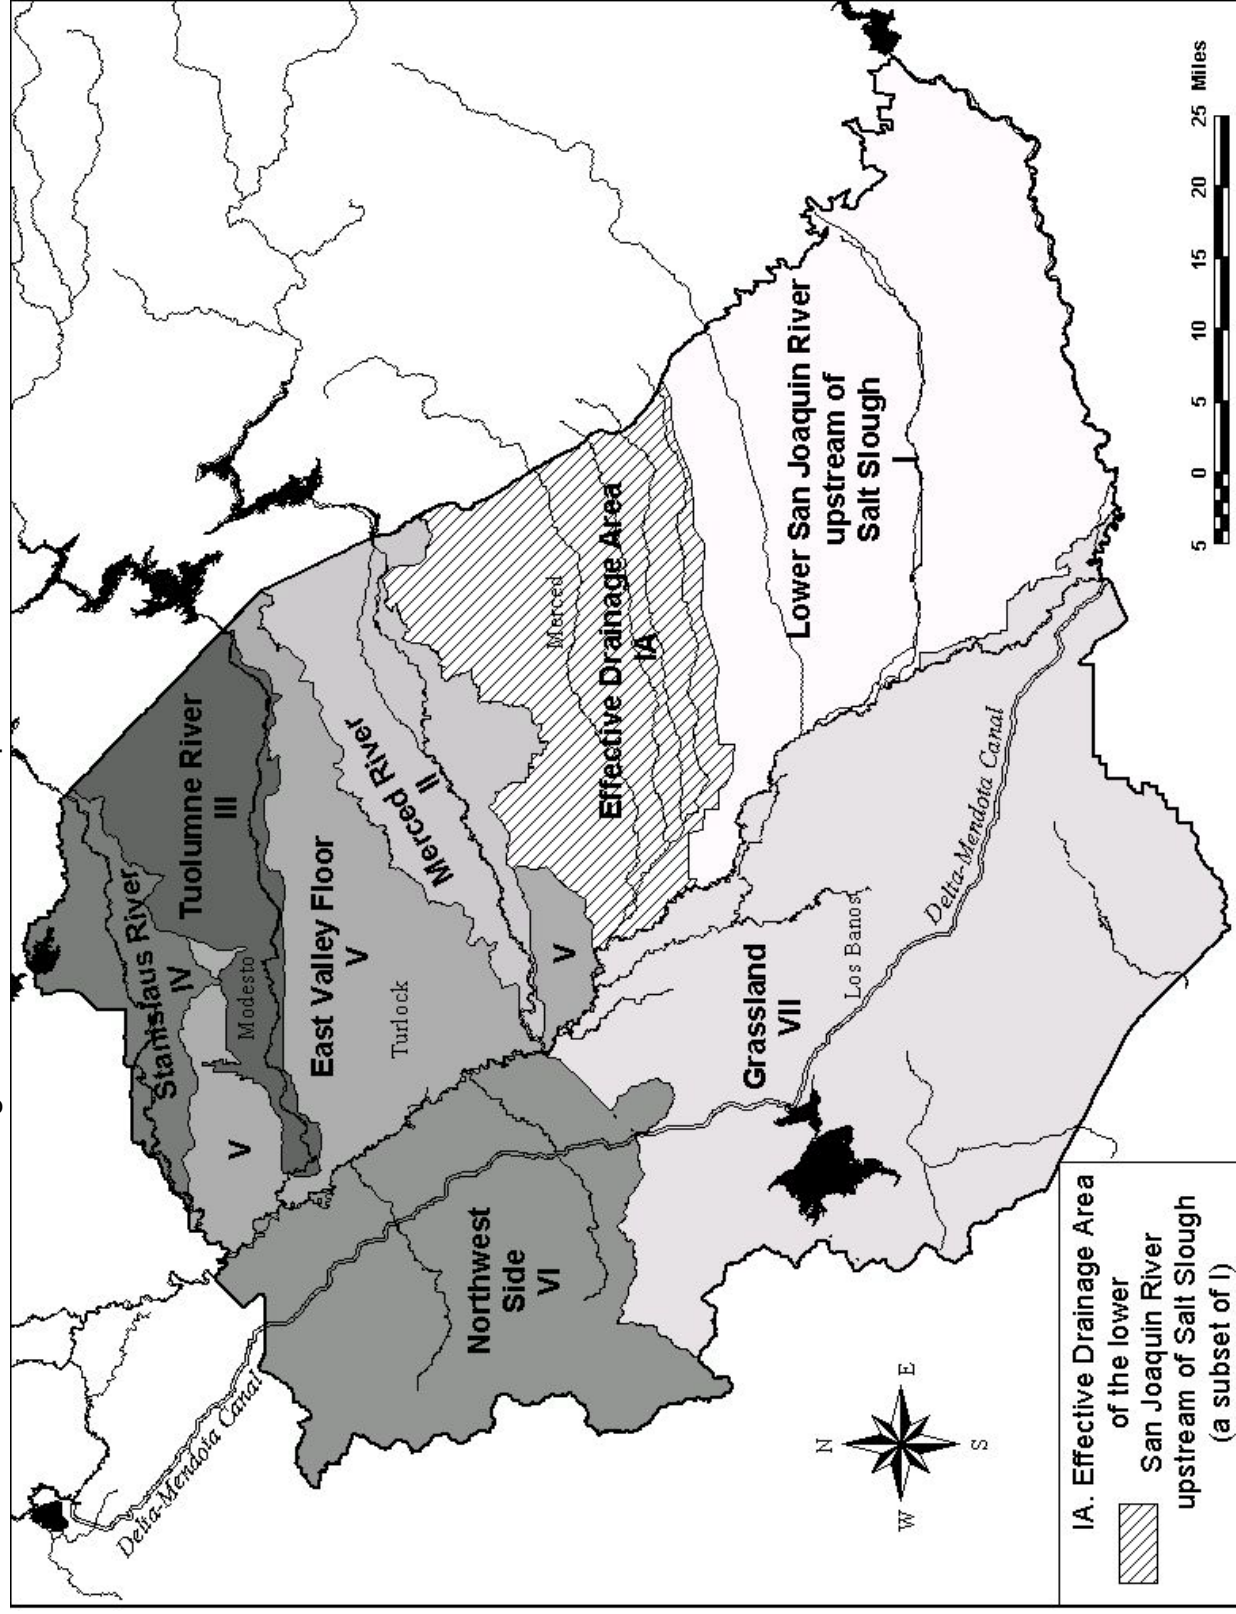 Stanislaus River
IV
Tuolumne River
III
Modesto
V
East Valley Floor
V
Turlock
Merced River
II
V
Merced
Effective Drainage Area
IA
Lower San Joaquin River
upstream of
Salt Slough
I
Northwest
Side
VI
Grassland
VII
Los Banos
Delta-Mendota Canal
Delta-Mendota Canal
N
W
E
S
IA. Effective Drainage Area
of the lower
San Joaquin River
upstream of Salt Slough
(a subset of I)
5 0 5 10 15 20 25 Miles